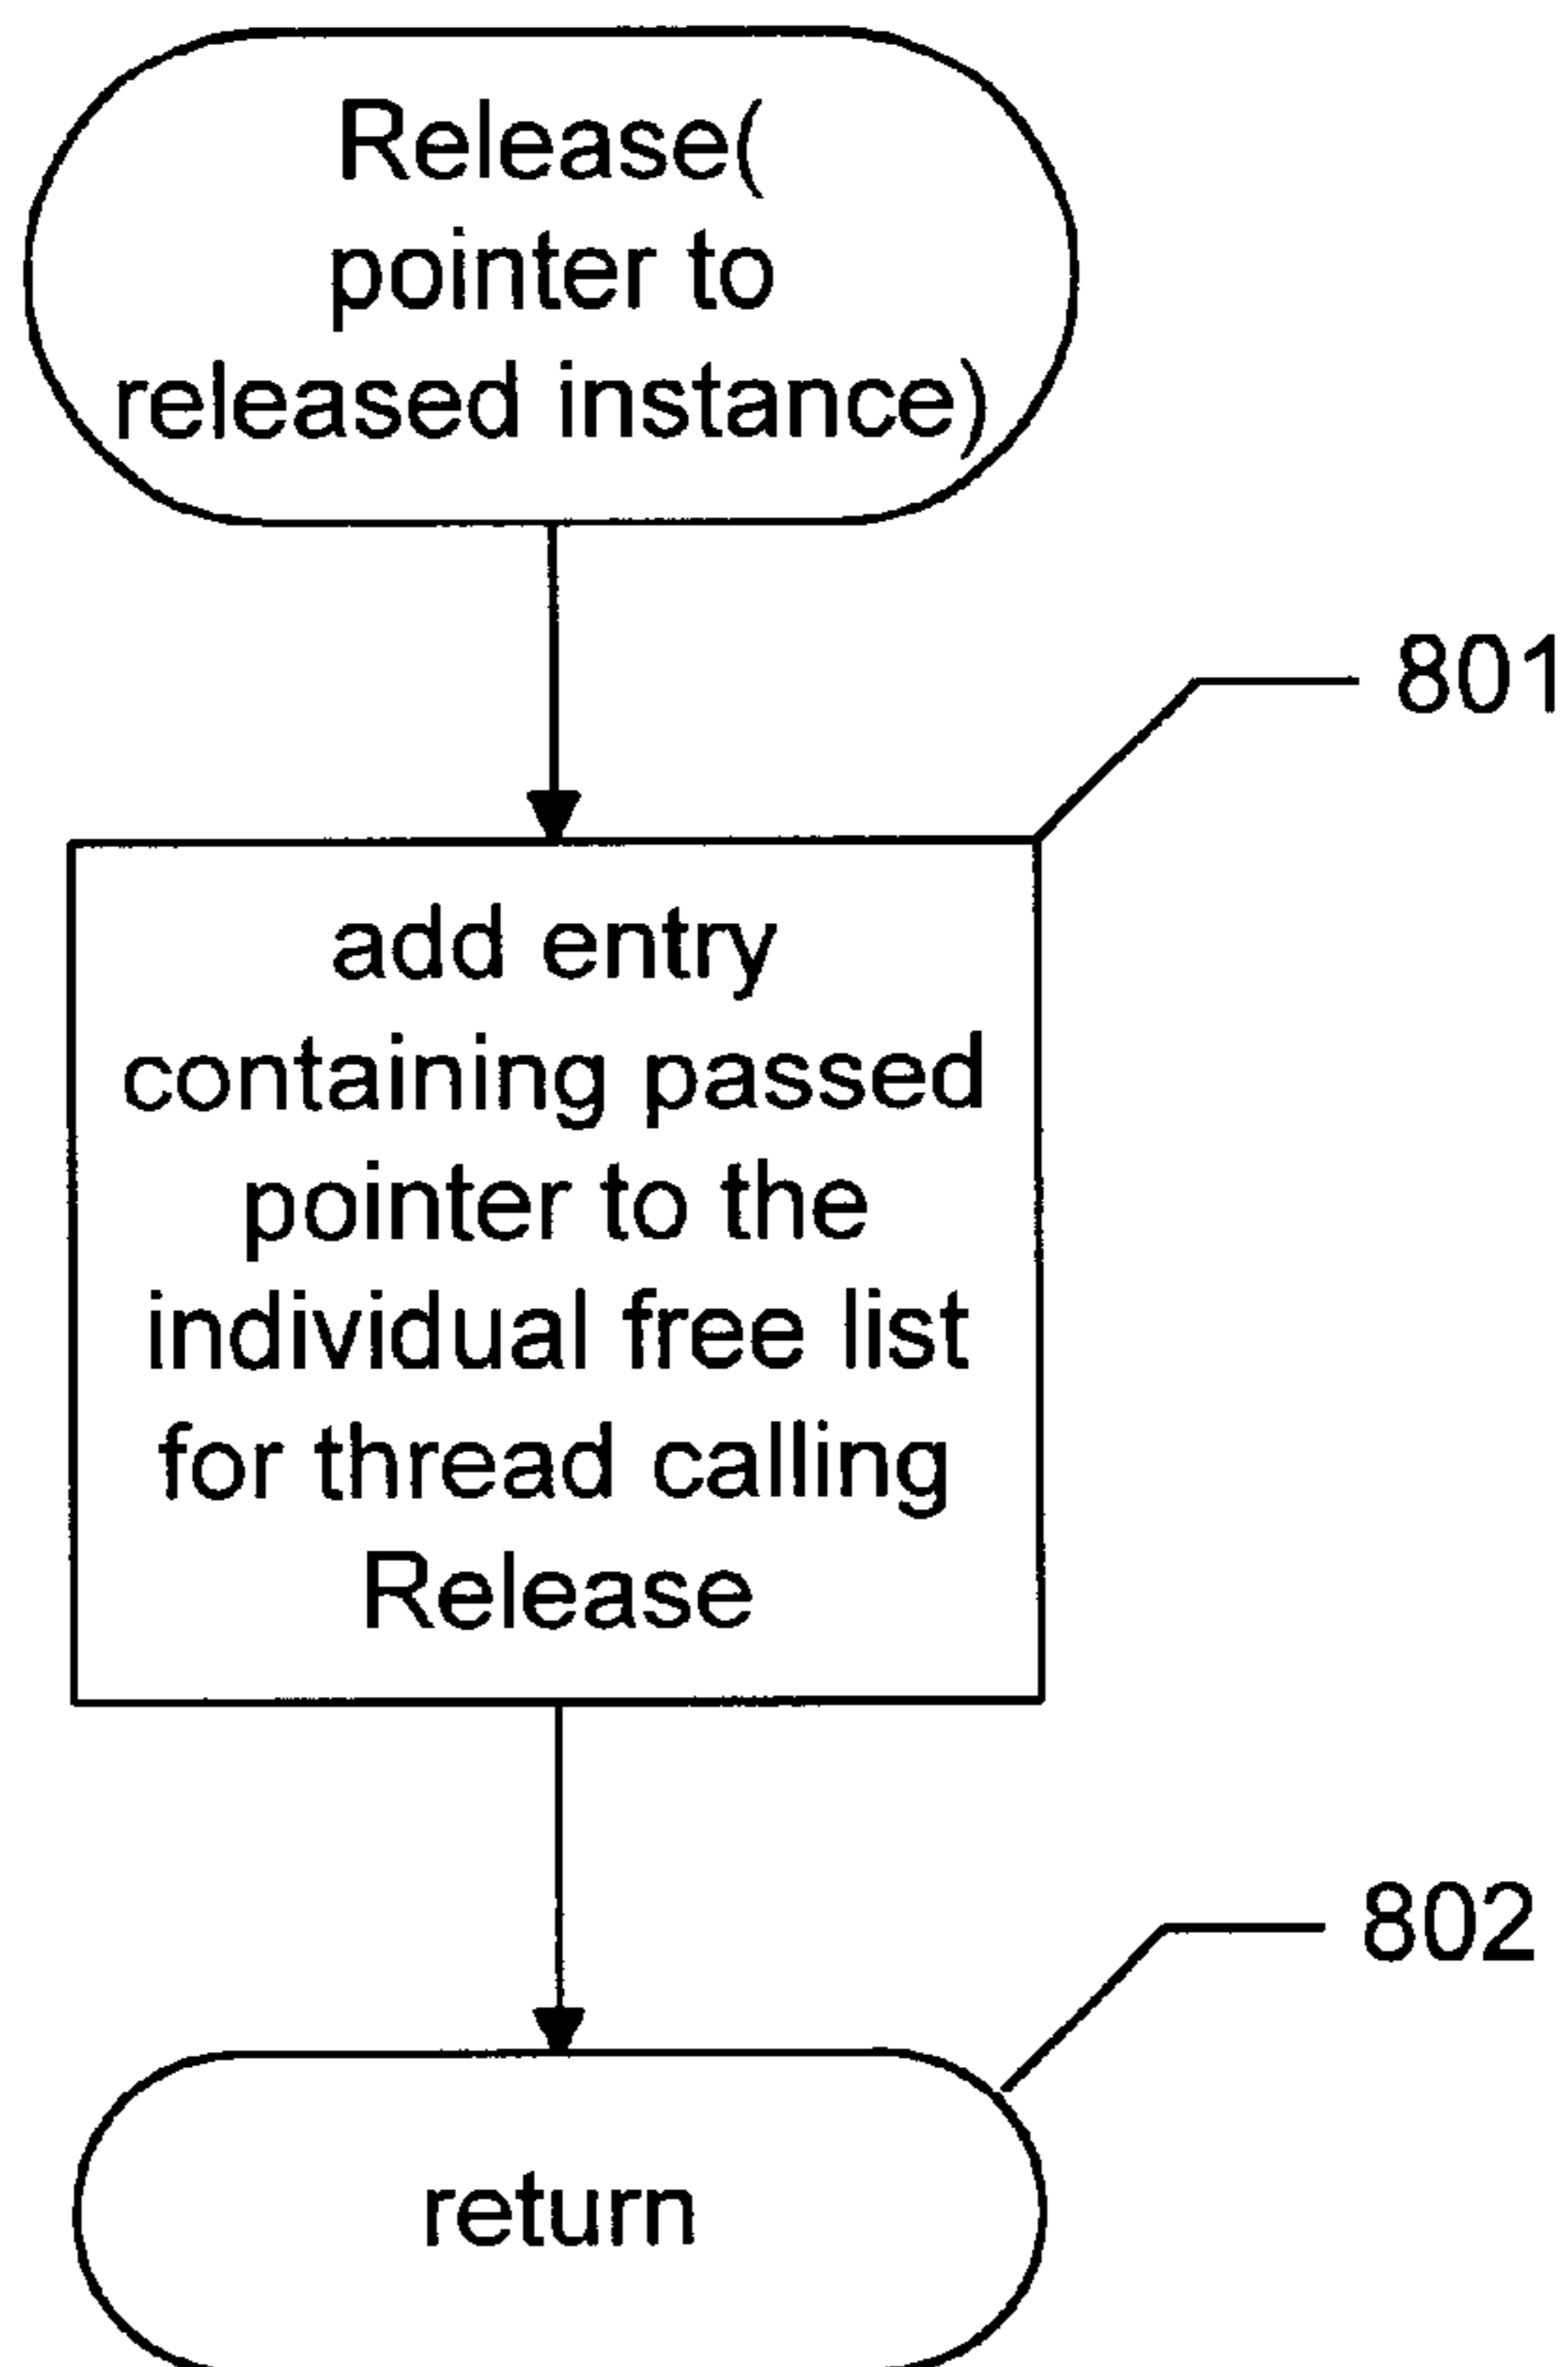 Release(
pointer to
released instance)
801
add entry
containing passed
pointer to the
individual free list
for thread calling
Release
802
return